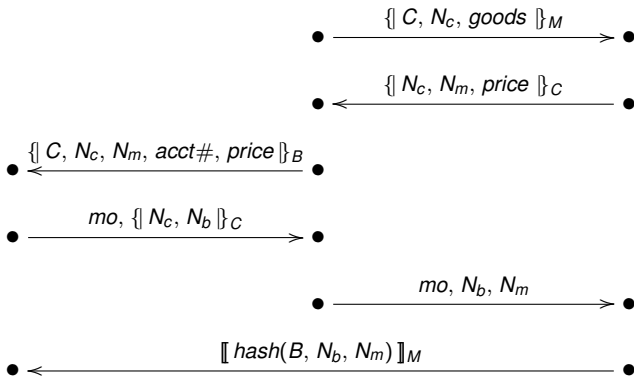 {| C, N_c, goods |}_M
{| N_c, N_m, price |}_C
{| C, N_c, N_m, acct#, price |}_B
mo, {| N_c, N_b |}_C
mo, N_b, N_m
[[ hash(B, N_b, N_m) ]]_M